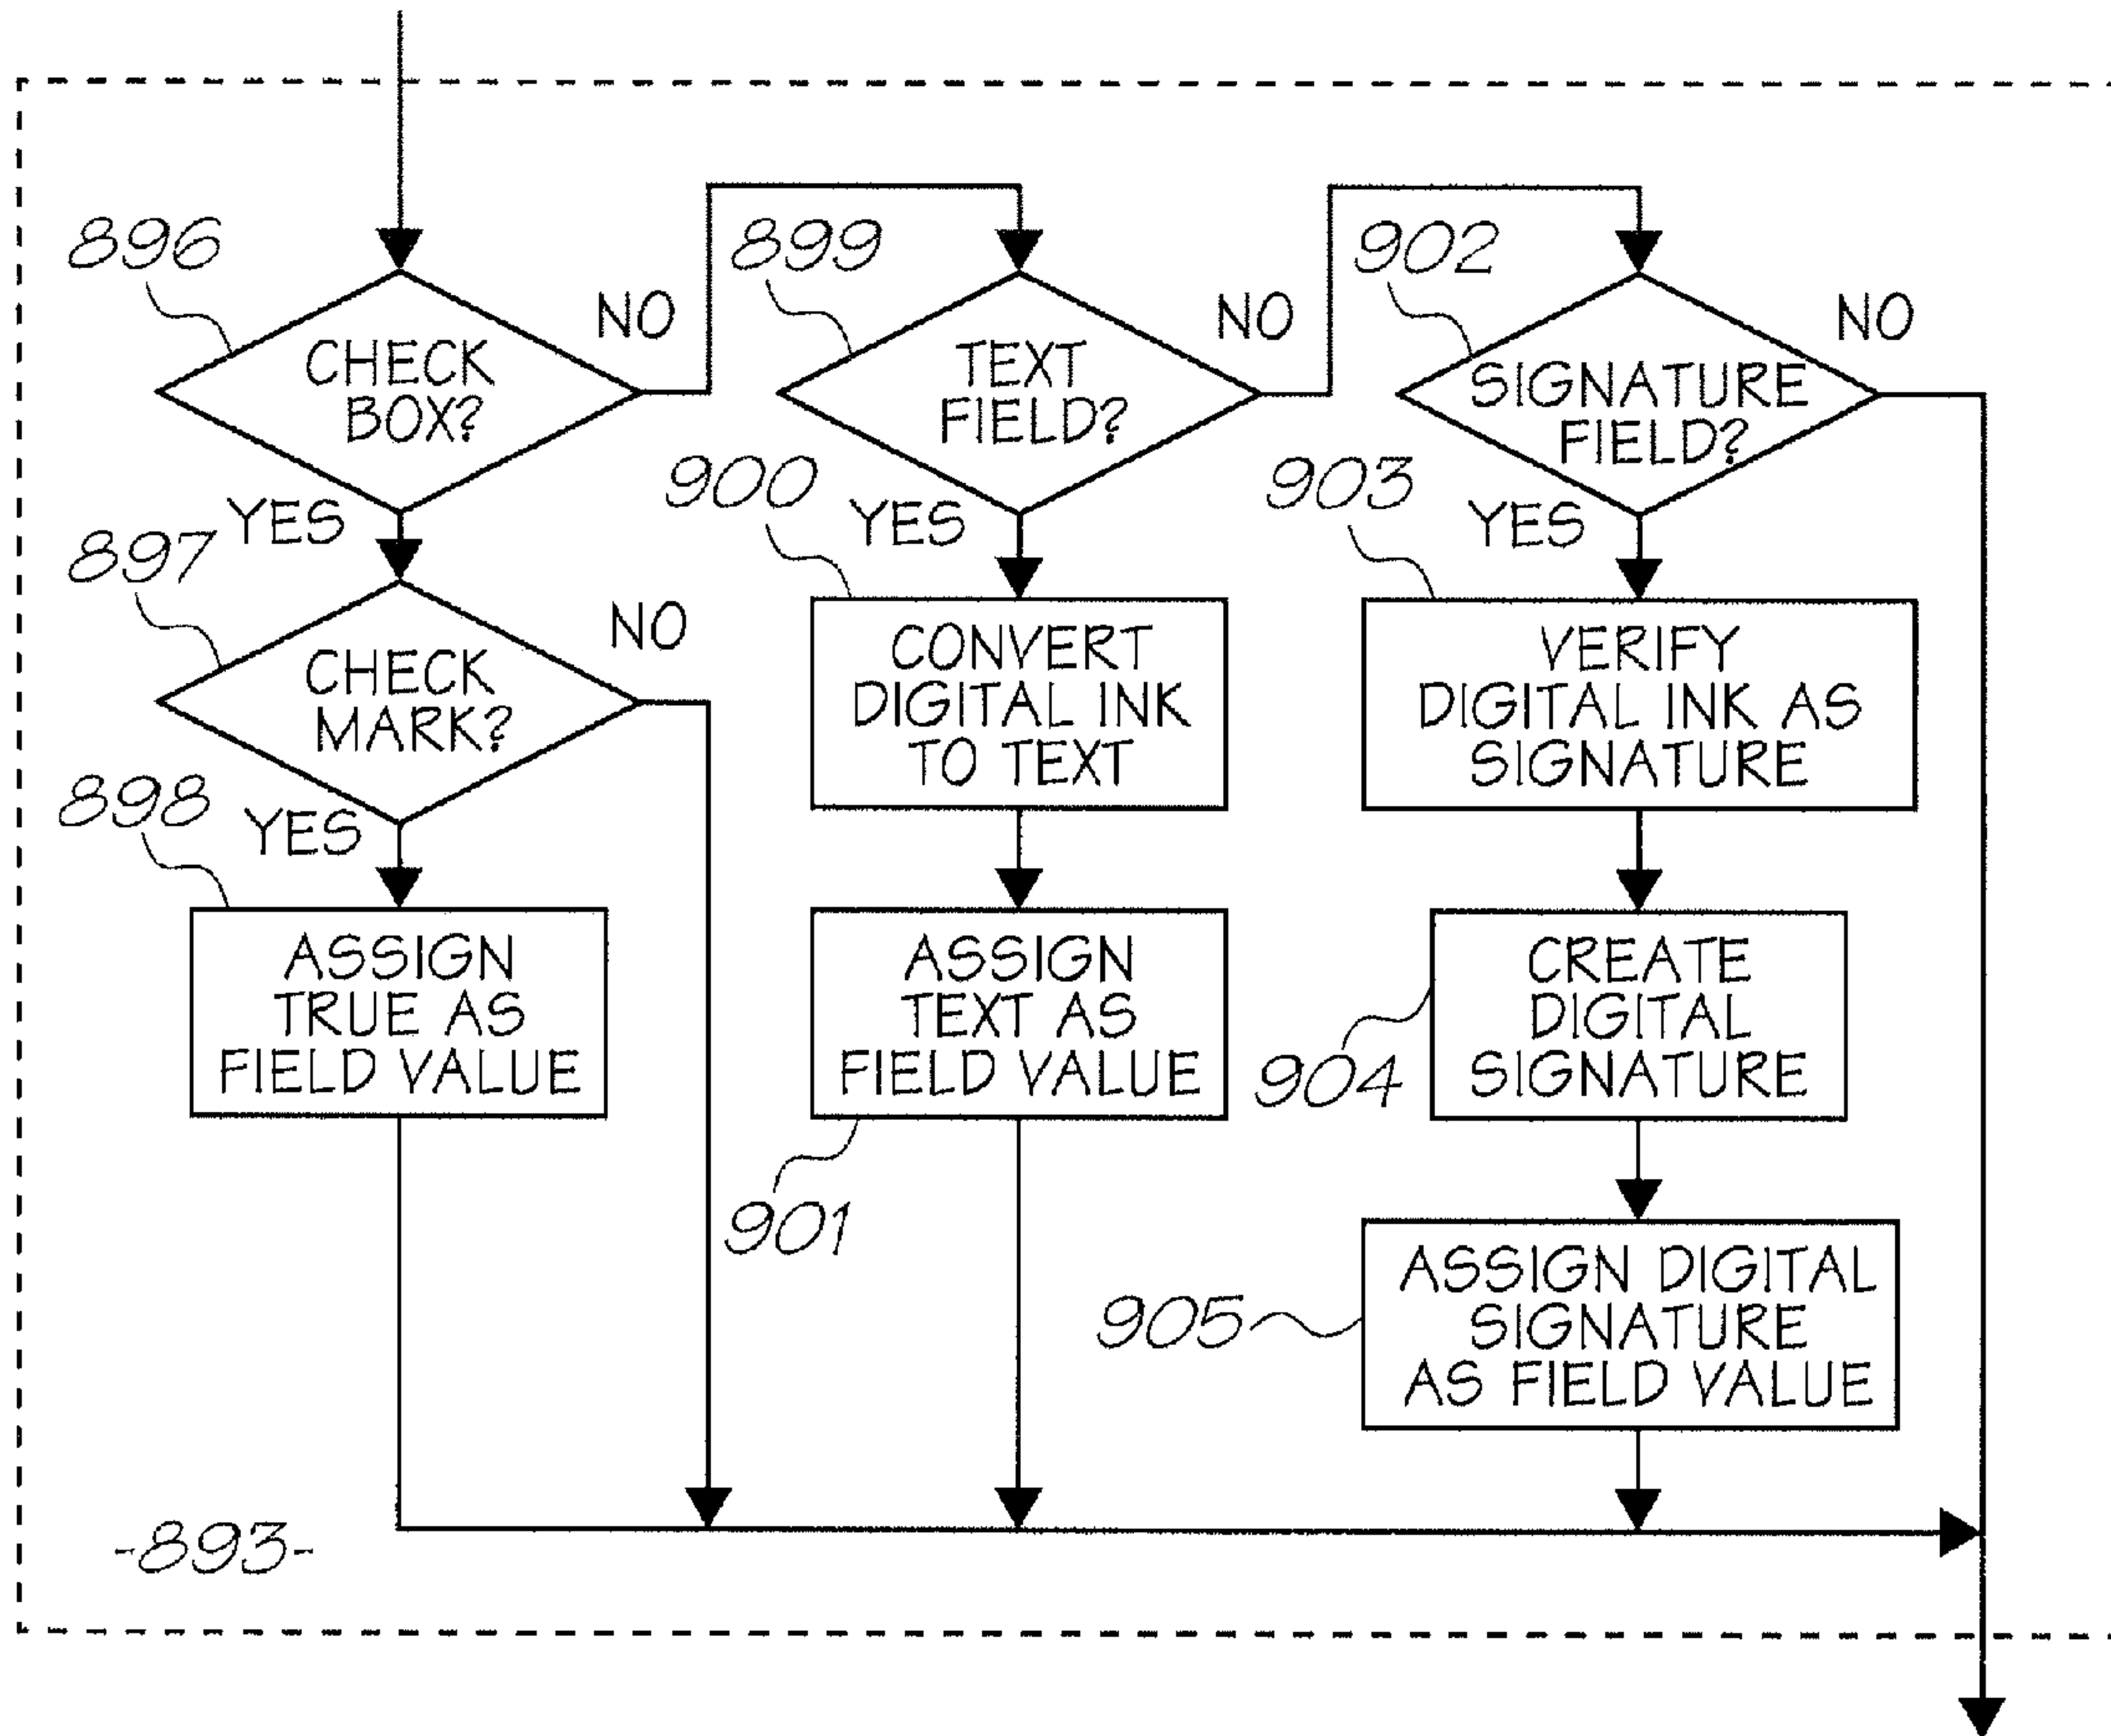 896
CHECK
BOX?
NO
YES
897
CHECK
MARK?
NO
YES
898
ASSIGN
TRUE AS
FIELD VALUE
899
TEXT
FIELD?
NO
YES
900
CONVERT
DIGITAL INK
TO TEXT
ASSIGN
TEXT AS
FIELD VALUE
901
902
SIGNATURE
FIELD?
NO
YES
903
VERIFY
DIGITAL INK AS
SIGNATURE
CREATE
DIGITAL
SIGNATURE
904
ASSIGN DIGITAL
SIGNATURE
AS FIELD VALUE
905
-893-